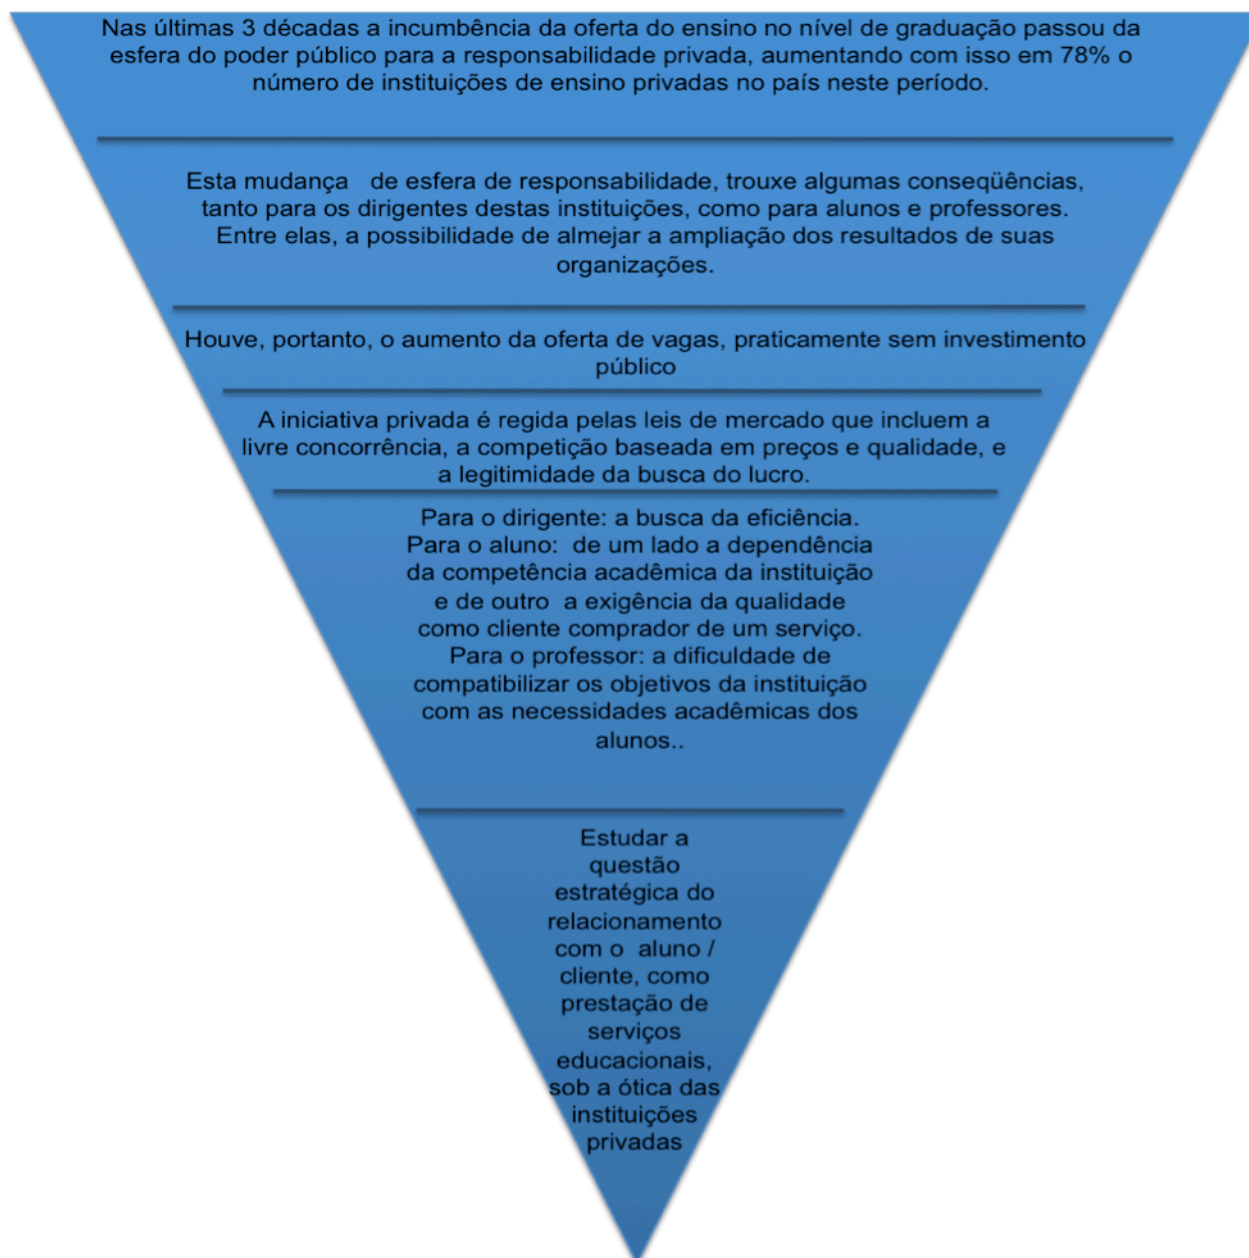 Nas últimas 3 décadas a incumbência da oferta do ensino no nível de graduação passou da
esfera do poder público para a responsabilidade privada, aumentando com isso em 78% o
número de instituições de ensino privadas no país neste período.
Esta mudança de esfera de responsabilidade, trouxe algumas conseqüências,
tanto para os dirigentes destas instituições, como para alunos e professores.
Entre elas, a possibilidade de almejar a ampliação dos resultados de suas
organizações.
Houve, portanto, o aumento da oferta de vagas, praticamente sem investimento
público
A iniciativa privada é regida pelas leis de mercado que incluem a
livre concorrência, a competição baseada em preços e qualidade, e
a legitimidade da busca do lucro.
Para o dirigente: a busca da eficiência.
Para o aluno: de um lado a dependência
da competência acadêmica da instituição
e de outro a exigência da qualidade
como cliente comprador de um serviço.
Para o professor: a dificuldade de
compatibilizar os objetivos da instituição
com as necessidades acadêmicas dos
alunos..
Estudar a
questão
estratégica do
relacionamento
com o aluno /
cliente, como
prestação de
serviços
educacionais,
sob a ótica das
instituições
privadas